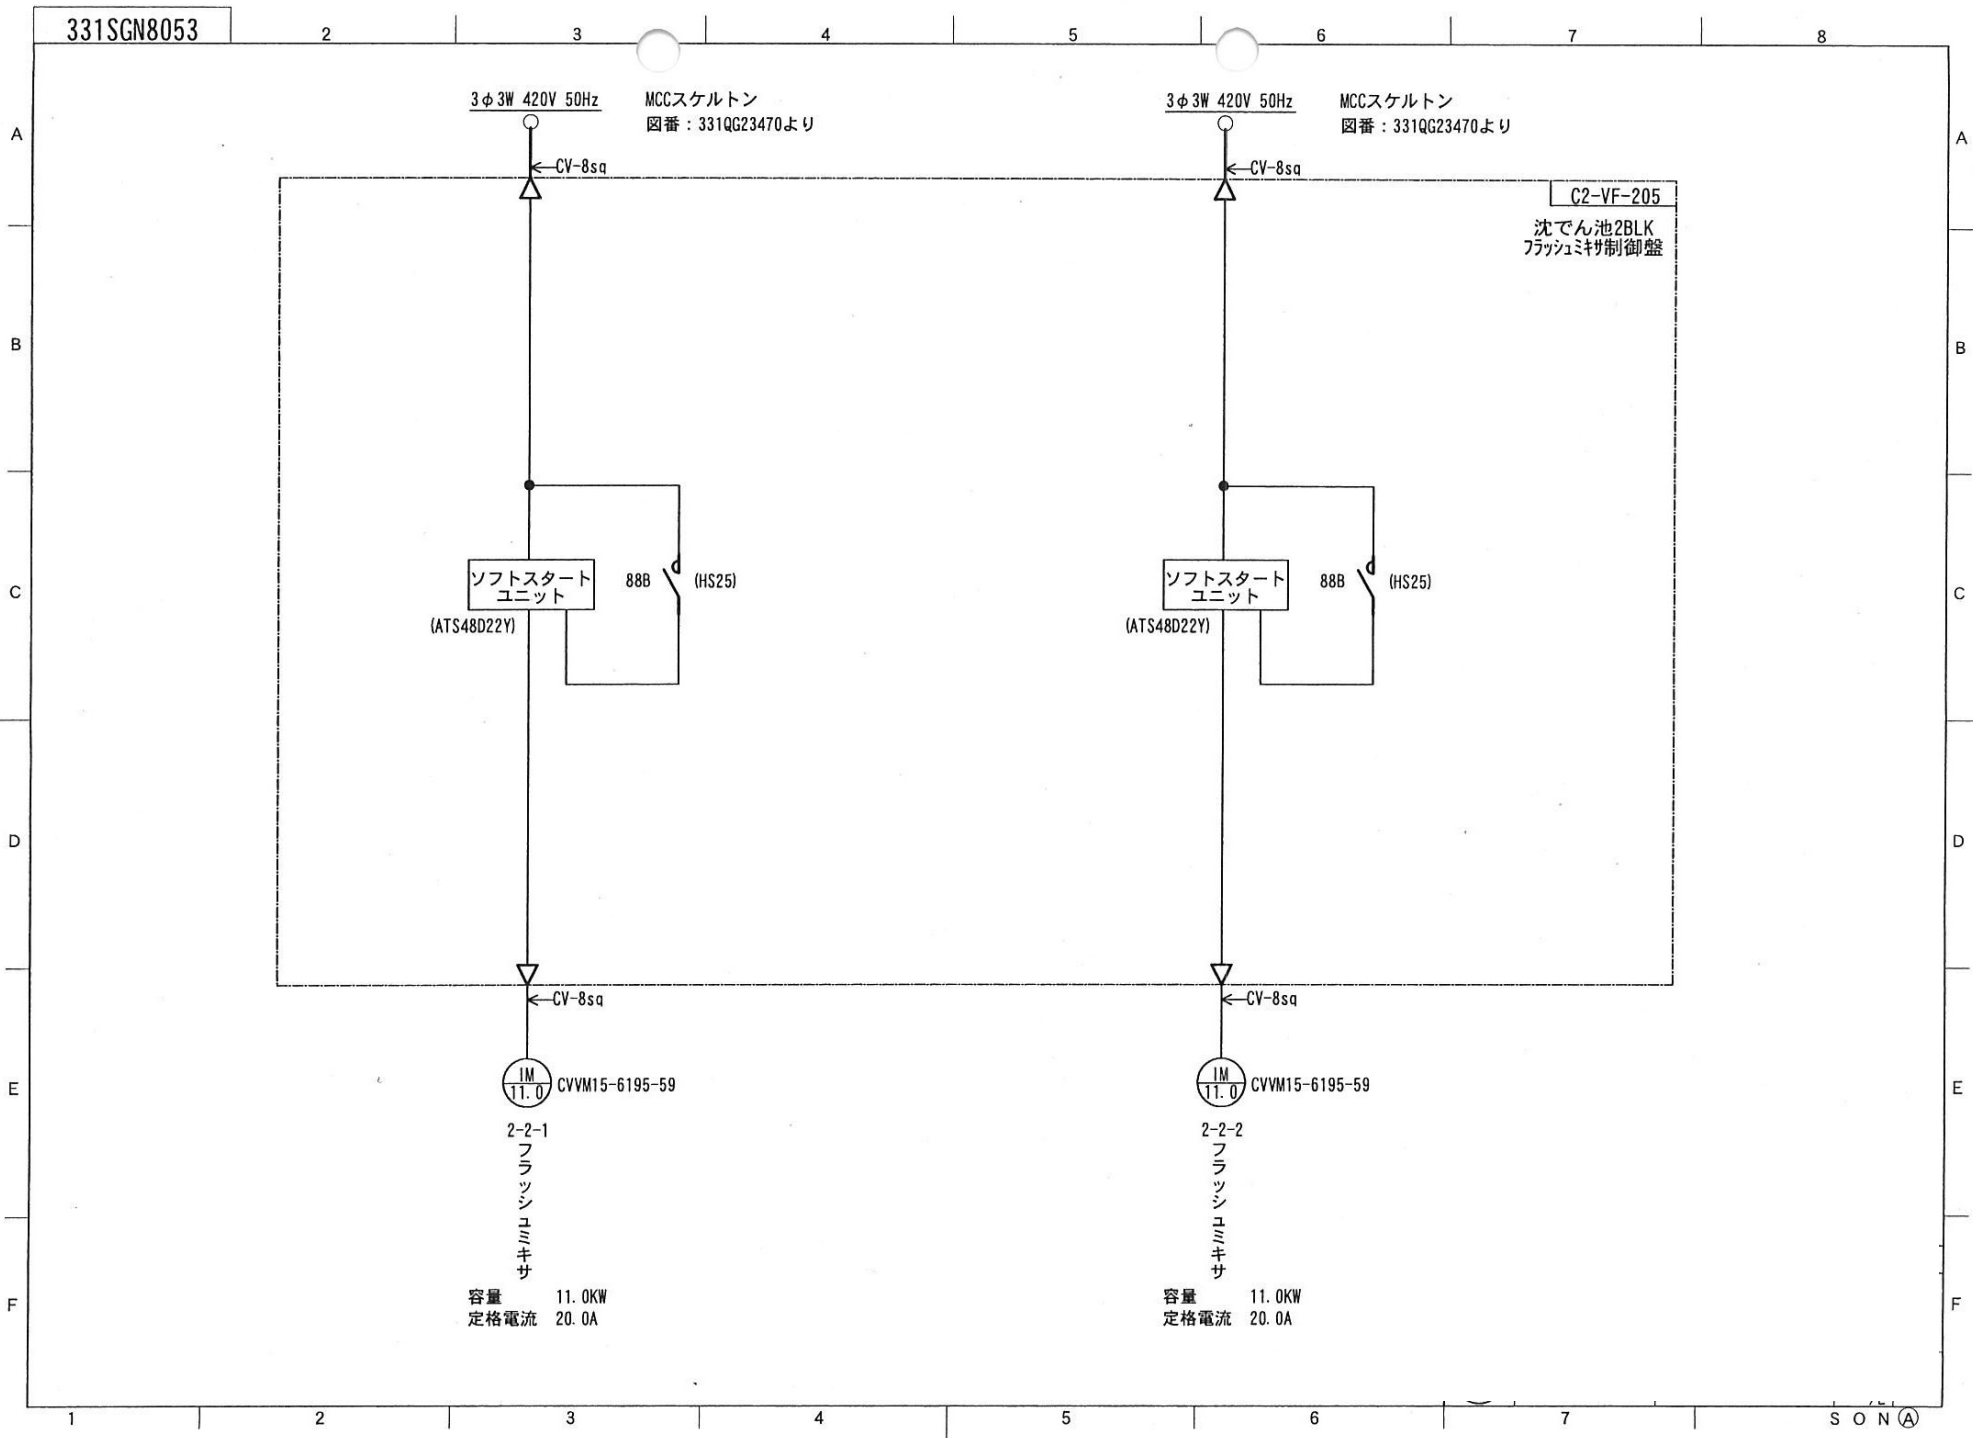 331SGN8053
2 3 4 5 6 7 8
3φ3W 420V 50Hz
MCCスケルトン
図番：331QG23470より
CV-8sq
3φ3W 420V 50Hz
MCCスケルトン
図番：331QG23470より
CV-8sq
C2-VF-205
沈でん池2BLK
フラッシュミキサ制御盤
A
A
B
B
ソフトスタート
ユニット
(ATS48D22Y)
88B
(HS25)
ソフトスタート
ユニット
(ATS48D22Y)
88B
(HS25)
C
C
D
D
CV-8sq
CV-8sq
IM
11.0
CVVM15-6195-59
2-2-1
フラッシュミキサ
容量 11.0KW
定格電流 20.0A
IM
11.0
CVVM15-6195-59
2-2-2
フラッシュミキサ
容量 11.0KW
定格電流 20.0A
E
E
F
F
1 2 3 4 5 6 7
SONⒶ